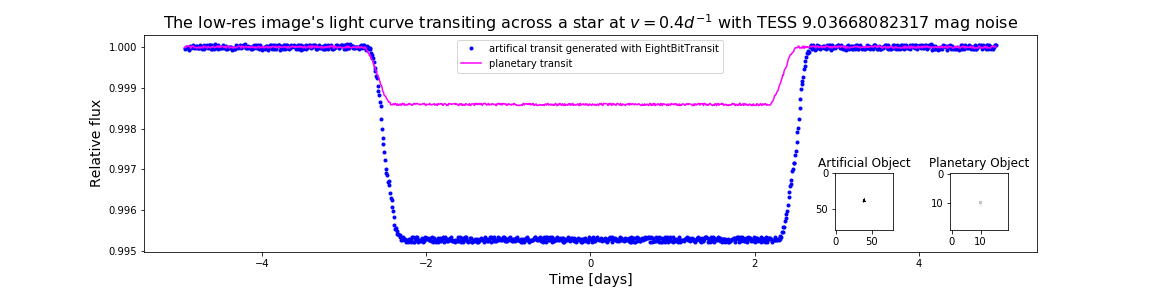 The low-res image's light curve transiting across a star at v = 0.4d⁻¹ with TESS 9.03668082317 mag noise
artifical transit generated with EightBitTransit
planetary transit
Relative flux
1.000
0.999
0.998
0.997
0.996
0.995
Artificial Object
0
50
0 50
Planetary Object
0
10
0 10
−4 −2 0 2 4
Time [days]